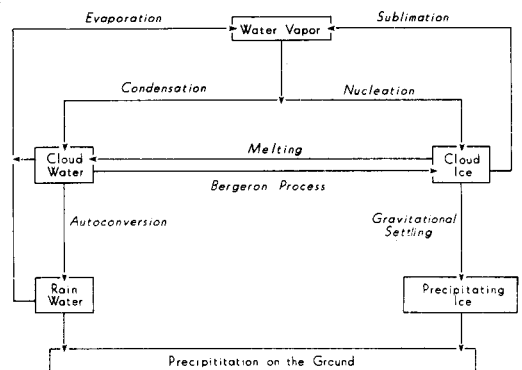 Evaporation
Sublimation
Water Vapor
Condensation
Nucleation
Cloud
Water
Melting
Bergeron Process
Cloud
Ice
Autoconversion
Gravitational
Settling
Rain
Water
Precipitating
Ice
Precipititation on the Ground